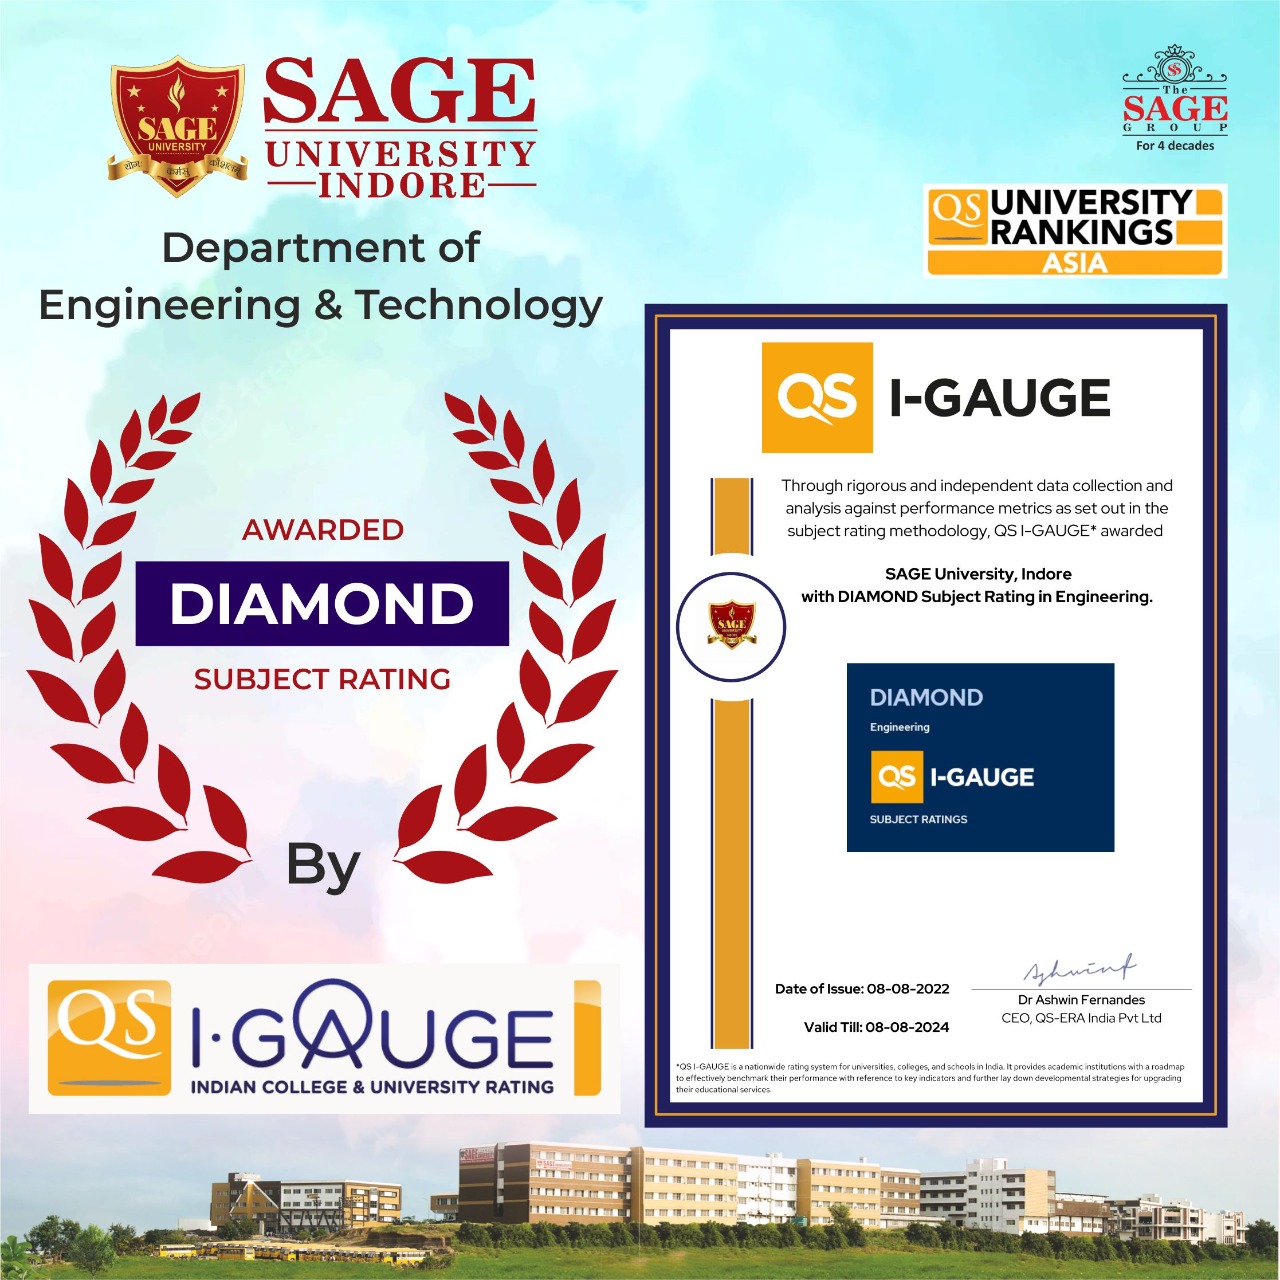 SAGE
UNIVERSITY
योगः कर्मसु कौशलम्
SAGE
UNIVERSITY
INDORE
The
SAGE
GROUP
For 4 decades
Department of
Engineering & Technology
QS UNIVERSITY
RANKINGS
ASIA
AWARDED
DIAMOND
SUBJECT RATING
By
QS I·GAUGE
INDIAN COLLEGE & UNIVERSITY RATING
QS I-GAUGE
Through rigorous and independent data collection and
analysis against performance metrics as set out in the
subject rating methodology, QS I-GAUGE* awarded
SAGE University, Indore
with DIAMOND Subject Rating in Engineering.
SAGE
DIAMOND
Engineering
QS I-GAUGE
SUBJECT RATINGS
Date of Issue: 08-08-2022
Valid Till: 08-08-2024
Dr Ashwin Fernandes
CEO, QS-ERA India Pvt Ltd
*QS I-GAUGE is a nationwide rating system for universities, colleges, and schools in India. It provides academic institutions with a roadmap
to effectively benchmark their performance with reference to key indicators and further lay down developmental strategies for upgrading
their educational services.